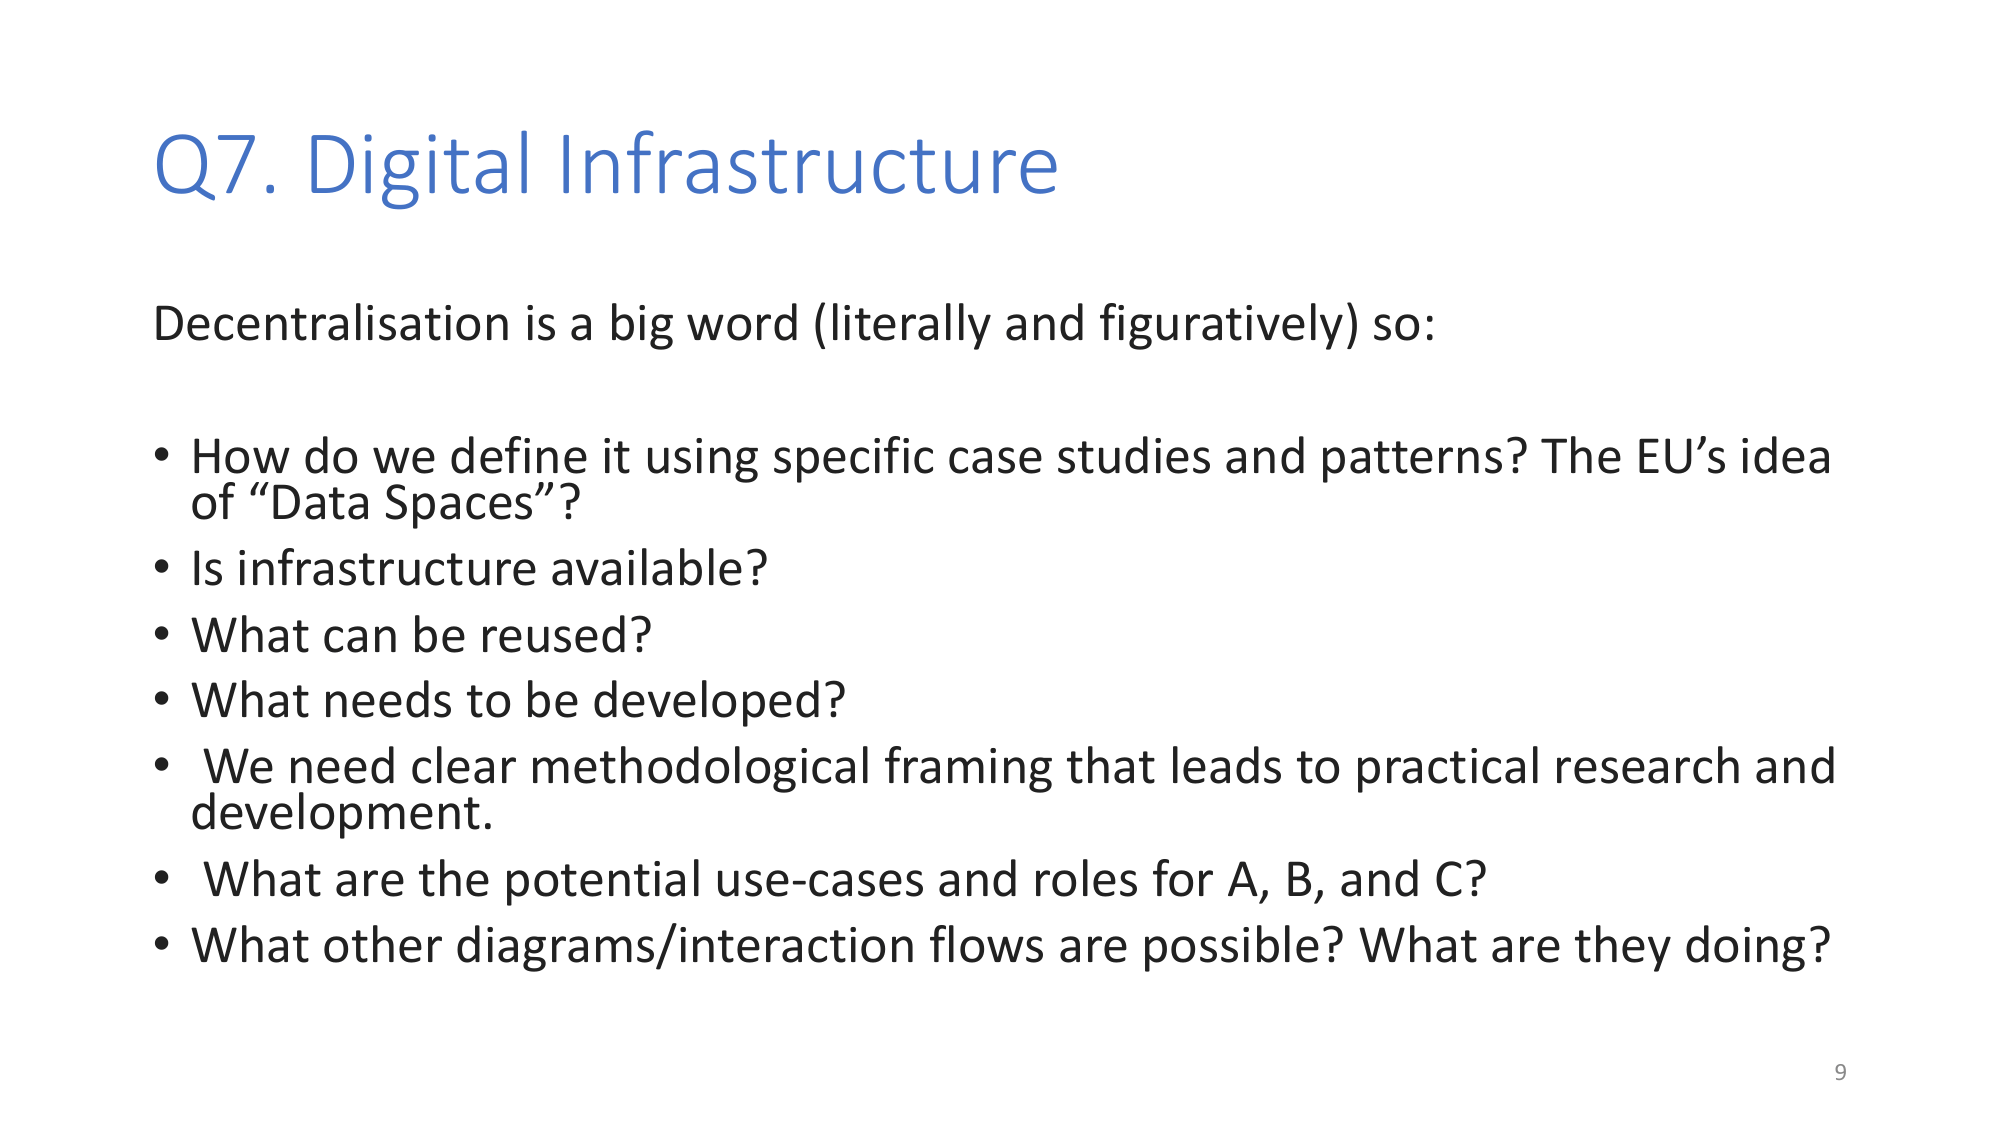 Q7. Digital Infrastructure
Decentralisation is a big word (literally and figuratively) so:
• How do we define it using specific case studies and patterns? The EU’s idea
of “Data Spaces”?
• Is infrastructure available?
• What can be reused?
• What needs to be developed?
• We need clear methodological framing that leads to practical research and
development.
• What are the potential use-cases and roles for A, B, and C?
• What other diagrams/interaction flows are possible? What are they doing?
9